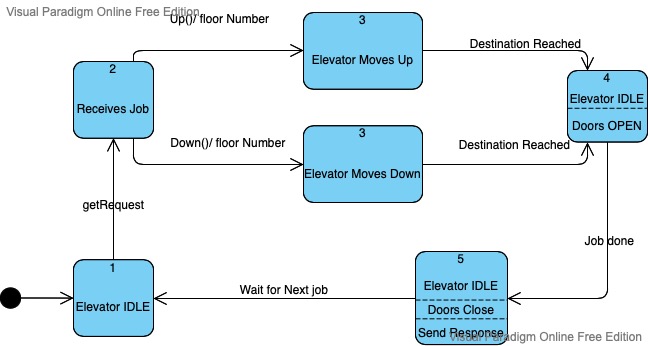 Visual Paradigm Online Free Edition
Up()/ floor Number
3
Elevator Moves Up
Destination Reached
2
Receives Job
4
Elevator IDLE
Doors OPEN
Down()/ floor Number
3
Elevator Moves Down
Destination Reached
getRequest
Job done
1
Elevator IDLE
Wait for Next job
5
Elevator IDLE
Doors Close
Send Response
Visual Paradigm Online Free Edition